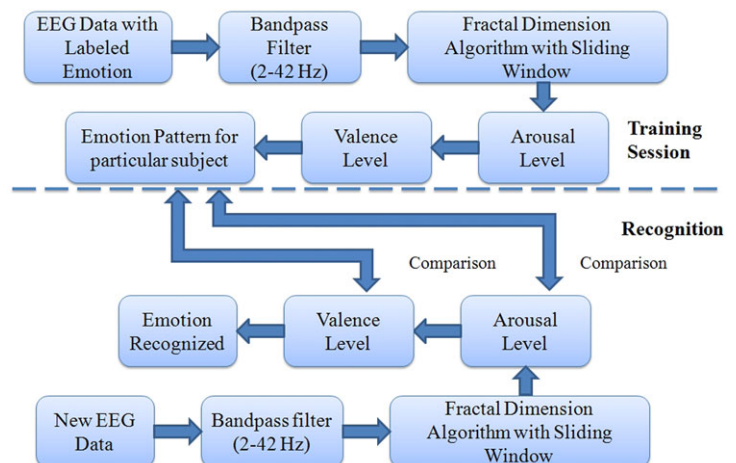 EEG Data with
Labeled
Emotion
Bandpass
Filter
(2-42 Hz)
Fractal Dimension
Algorithm with Sliding
Window
Emotion Pattern for
particular subject
Valence
Level
Arousal
Level
Training
Session
Recognition
Comparison
Comparison
Emotion
Recognized
Valence
Level
Arousal
Level
New EEG
Data
Bandpass filter
(2-42 Hz)
Fractal Dimension
Algorithm with Sliding
Window